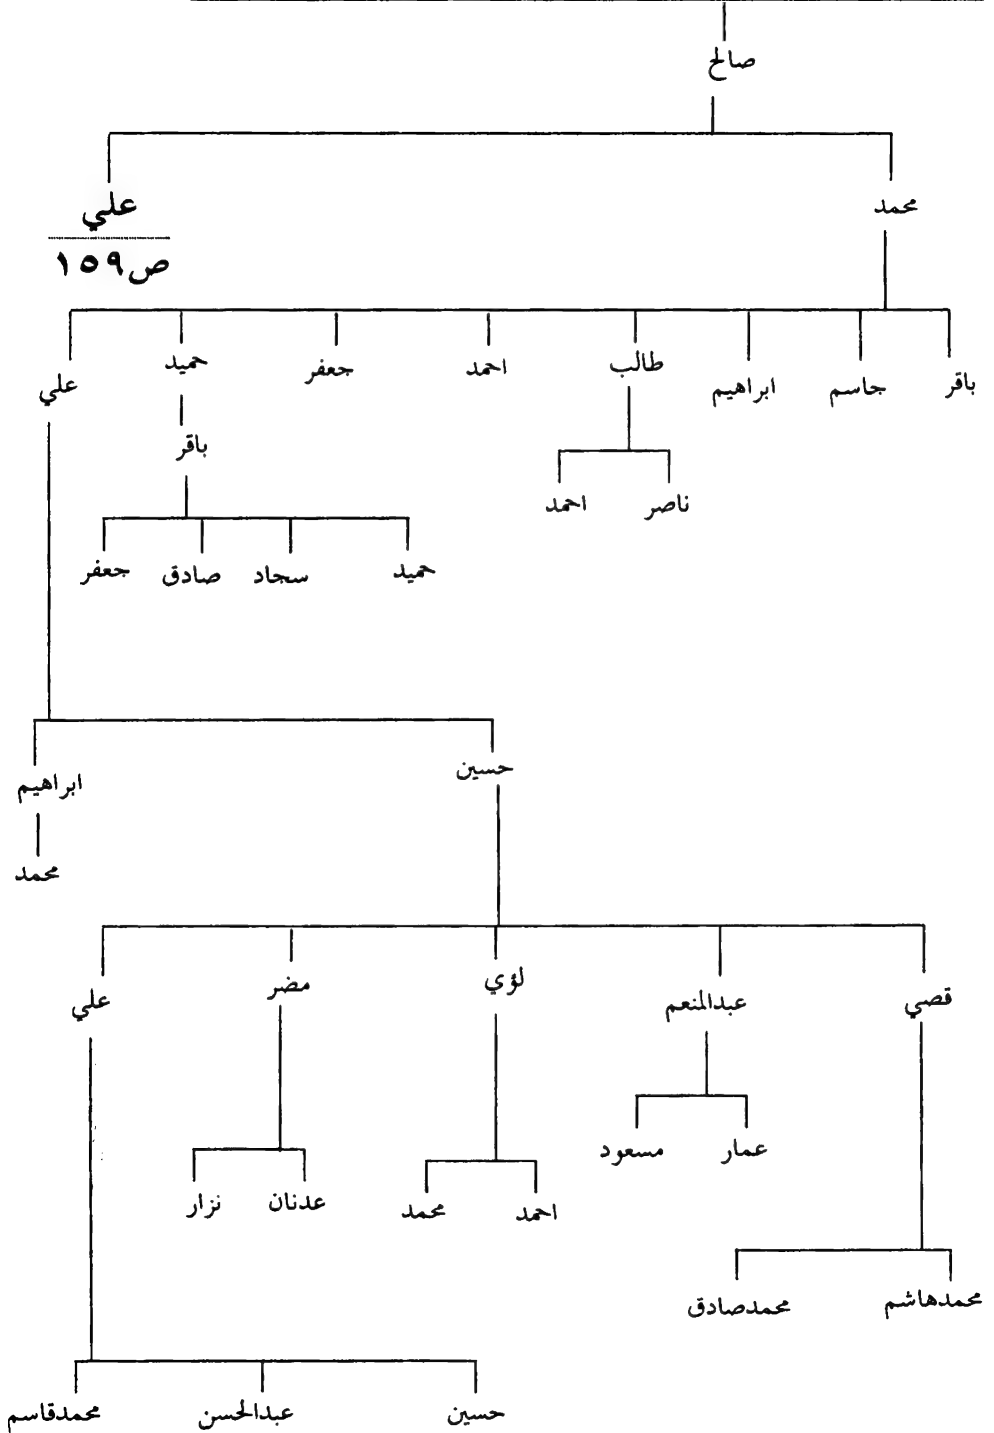 صالح
محمد علي
ص١٥٩
باقر جاسم ابراهيم طالب احمد جعفر حميد علي
باقر
ناصر احمد
حميد سجاد صادق جعفر
حسين ابراهيم
محمد
قصي عبدالمنعم لؤي مضر علي
عمار مسعود
احمد محمد عدنان نزار
محمدهاشم محمدصادق
حسين عبدالحسن محمدقاسم